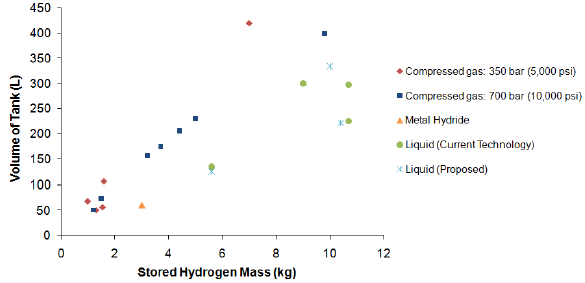 450
400
350
300
250
200
150
100
50
0
Volume of Tank (L)
0 2 4 6 8 10 12
Stored Hydrogen Mass (kg)
Compressed gas: 350 bar (5,000 psi)
Compressed gas: 700 bar (10,000 psi)
Metal Hydride
Liquid (Current Technology)
Liquid (Proposed)